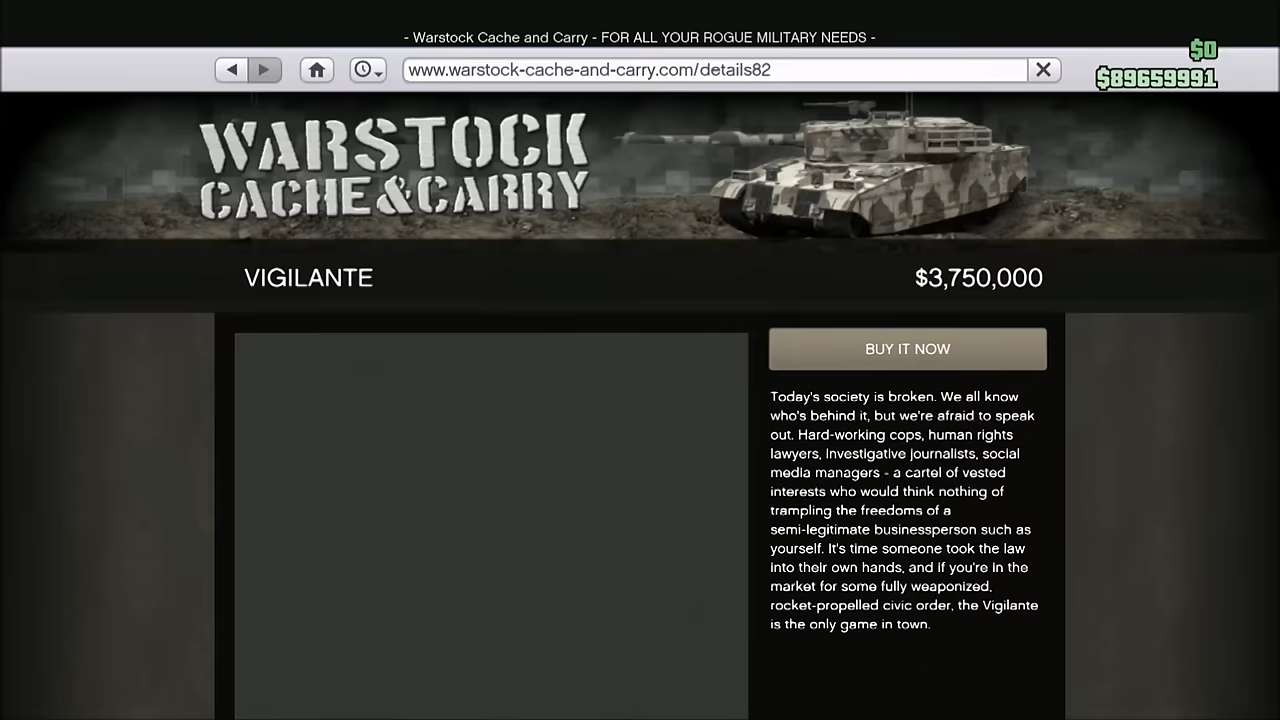 - Warstock Cache and Carry - FOR ALL YOUR ROGUE MILITARY NEEDS -
$0
www.warstock-cache-and-carry.com/details82
$89659991
WARSTOCK
CACHE&CARRY
VIGILANTE
$3,750,000
BUY IT NOW
Today's society is broken. We all know
who's behind it, but we're afraid to speak
out. Hard-working cops, human rights
lawyers, investigative journalists, social
media managers - a cartel of vested
interests who would think nothing of
trampling the freedoms of a
semi-legitimate businessperson such as
yourself. It's time someone took the law
into their own hands, and if you're in the
market for some fully weaponized,
rocket-propelled civic order, the Vigilante
is the only game in town.